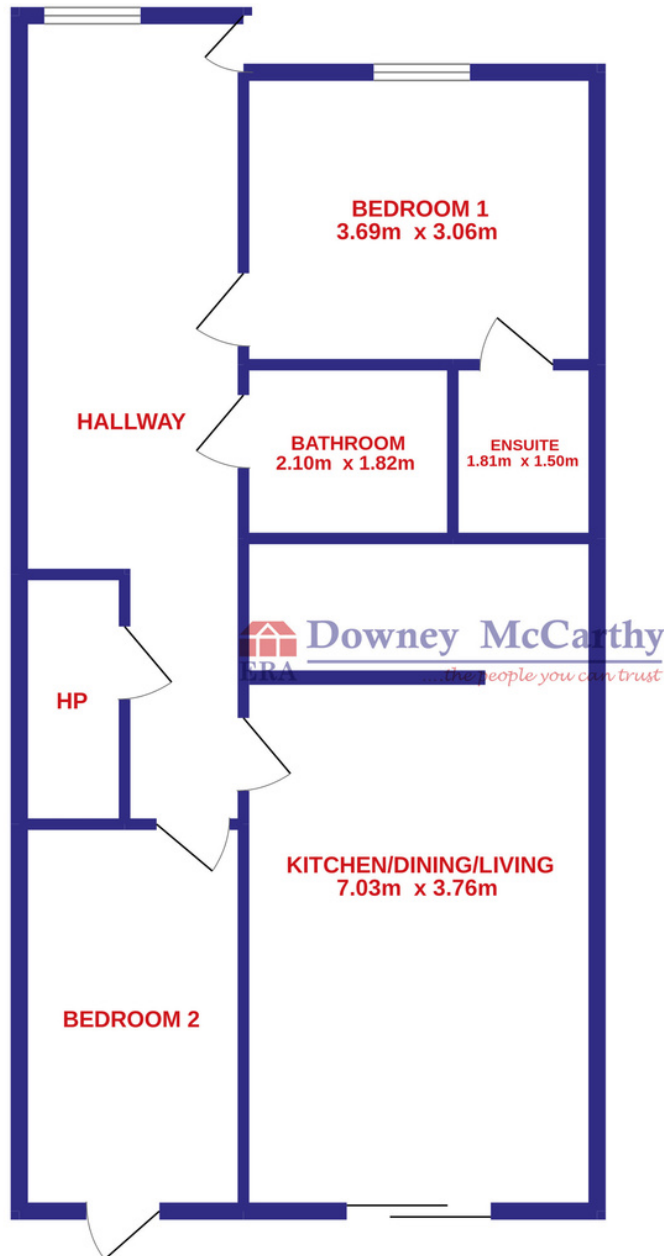 BEDROOM 1
3.69m x 3.06m
HALLWAY
BATHROOM
2.10m x 1.82m
ENSUITE
1.81m x 1.50m
Downey McCarthy
ERA
....the people you can trust
HP
KITCHEN/DINING/LIVING
7.03m x 3.76m
BEDROOM 2